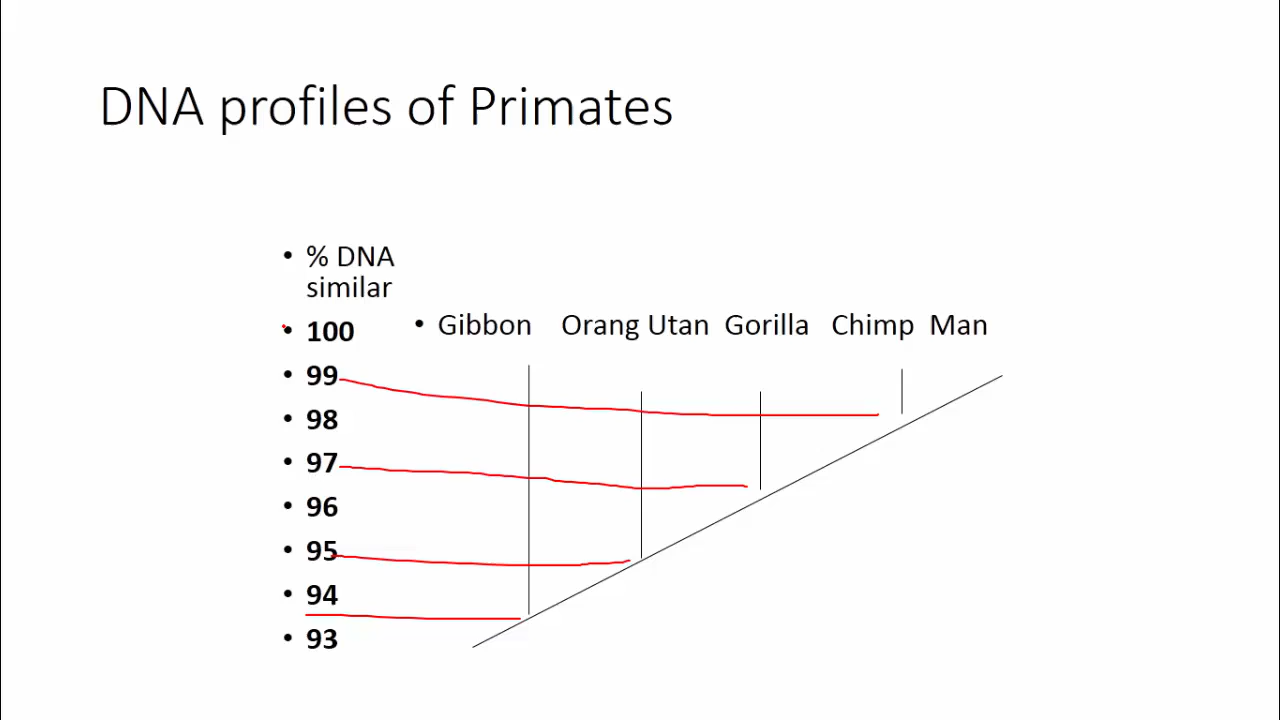 DNA profiles of Primates
• % DNA
similar
• 100
• 99
• 98
• 97
• 96
• 95
• 94
• 93
• Gibbon Orang Utan Gorilla Chimp Man